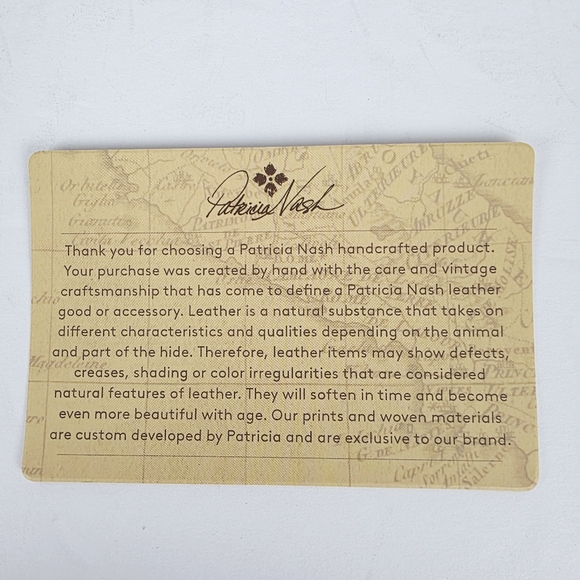 Patricia Nash
Thank you for choosing a Patricia Nash handcrafted product.
Your purchase was created by hand with the care and vintage
craftsmanship that has come to define a Patricia Nash leather
good or accessory. Leather is a natural substance that takes on
different characteristics and qualities depending on the animal
and part of the hide. Therefore, leather items may show defects,
creases, shading or color irregularities that are considered
natural features of leather. They will soften in time and become
even more beautiful with age. Our prints and woven materials
are custom developed by Patricia and are exclusive to our brand.